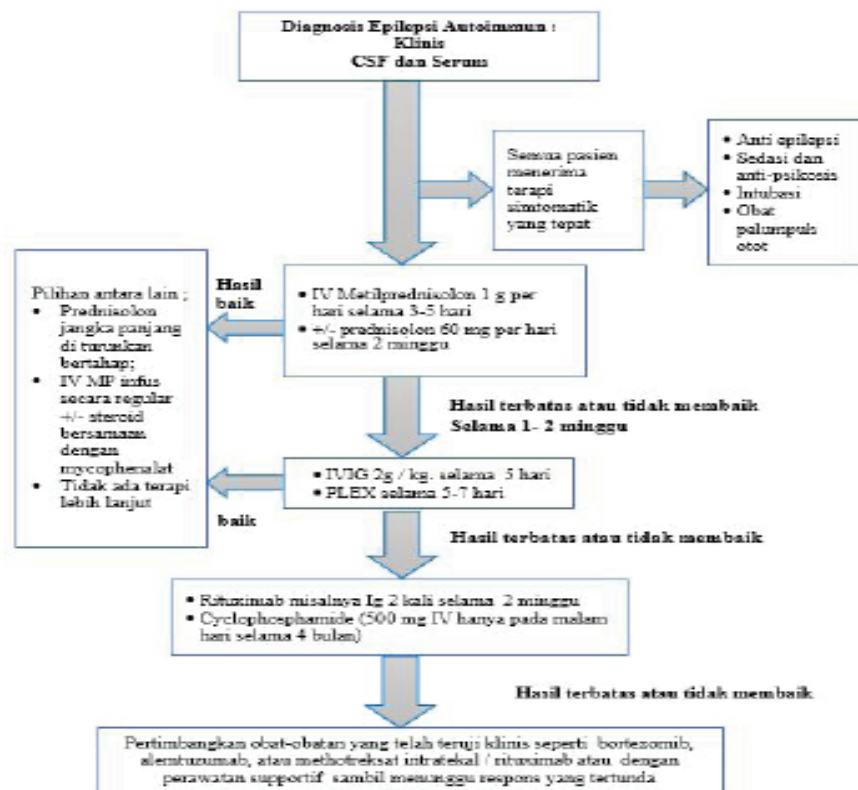 Diagnosis Epilepsi Autoimmun :
Klinis
CSF dan Serum
Semua pasien
menerima
terapi
simtomatik
yang tepat
• Anti epilepsi
• Sedasi dan
anti-psikosis
• Intubasi
• Obat
pelumpuh
otot
Hasil
baik
• IV Metilprednisolon 1 g per
hari selama 3-5 hari
• +/- prednisolon 60 mg per hari
selama 2 minggu
Pilihan antara lain ;
• Prednisolon
jangka panjang
di turunkan
bertahap;
• IV MP infus
secara regular
+/- steroid
bersamaan
dengan
mycophenalat
• Tidak ada terapi
lebih lanjut
Hasil terbatas atau tidak membaik
Selama 1- 2 minggu
• IVIG 2g / kg. selama 5 hari
• PLEX selama 5-7 hari
baik
Hasil terbatas atau tidak membaik
• Rituximab misalnya Ig 2 kali selama 2 minggu
• Cyclophosphamide (500 mg IV hanya pada malam
hari selama 4 bulan)
Hasil terbatas atau tidak membaik
Pertimbangkan obat-obatan yang telah teruji klinis seperti bortezomib,
alemtuzumab, atau methotreksat intratekal / rituximab atau dengan
perawatan supportif sambil menunggu respons yang tertunda